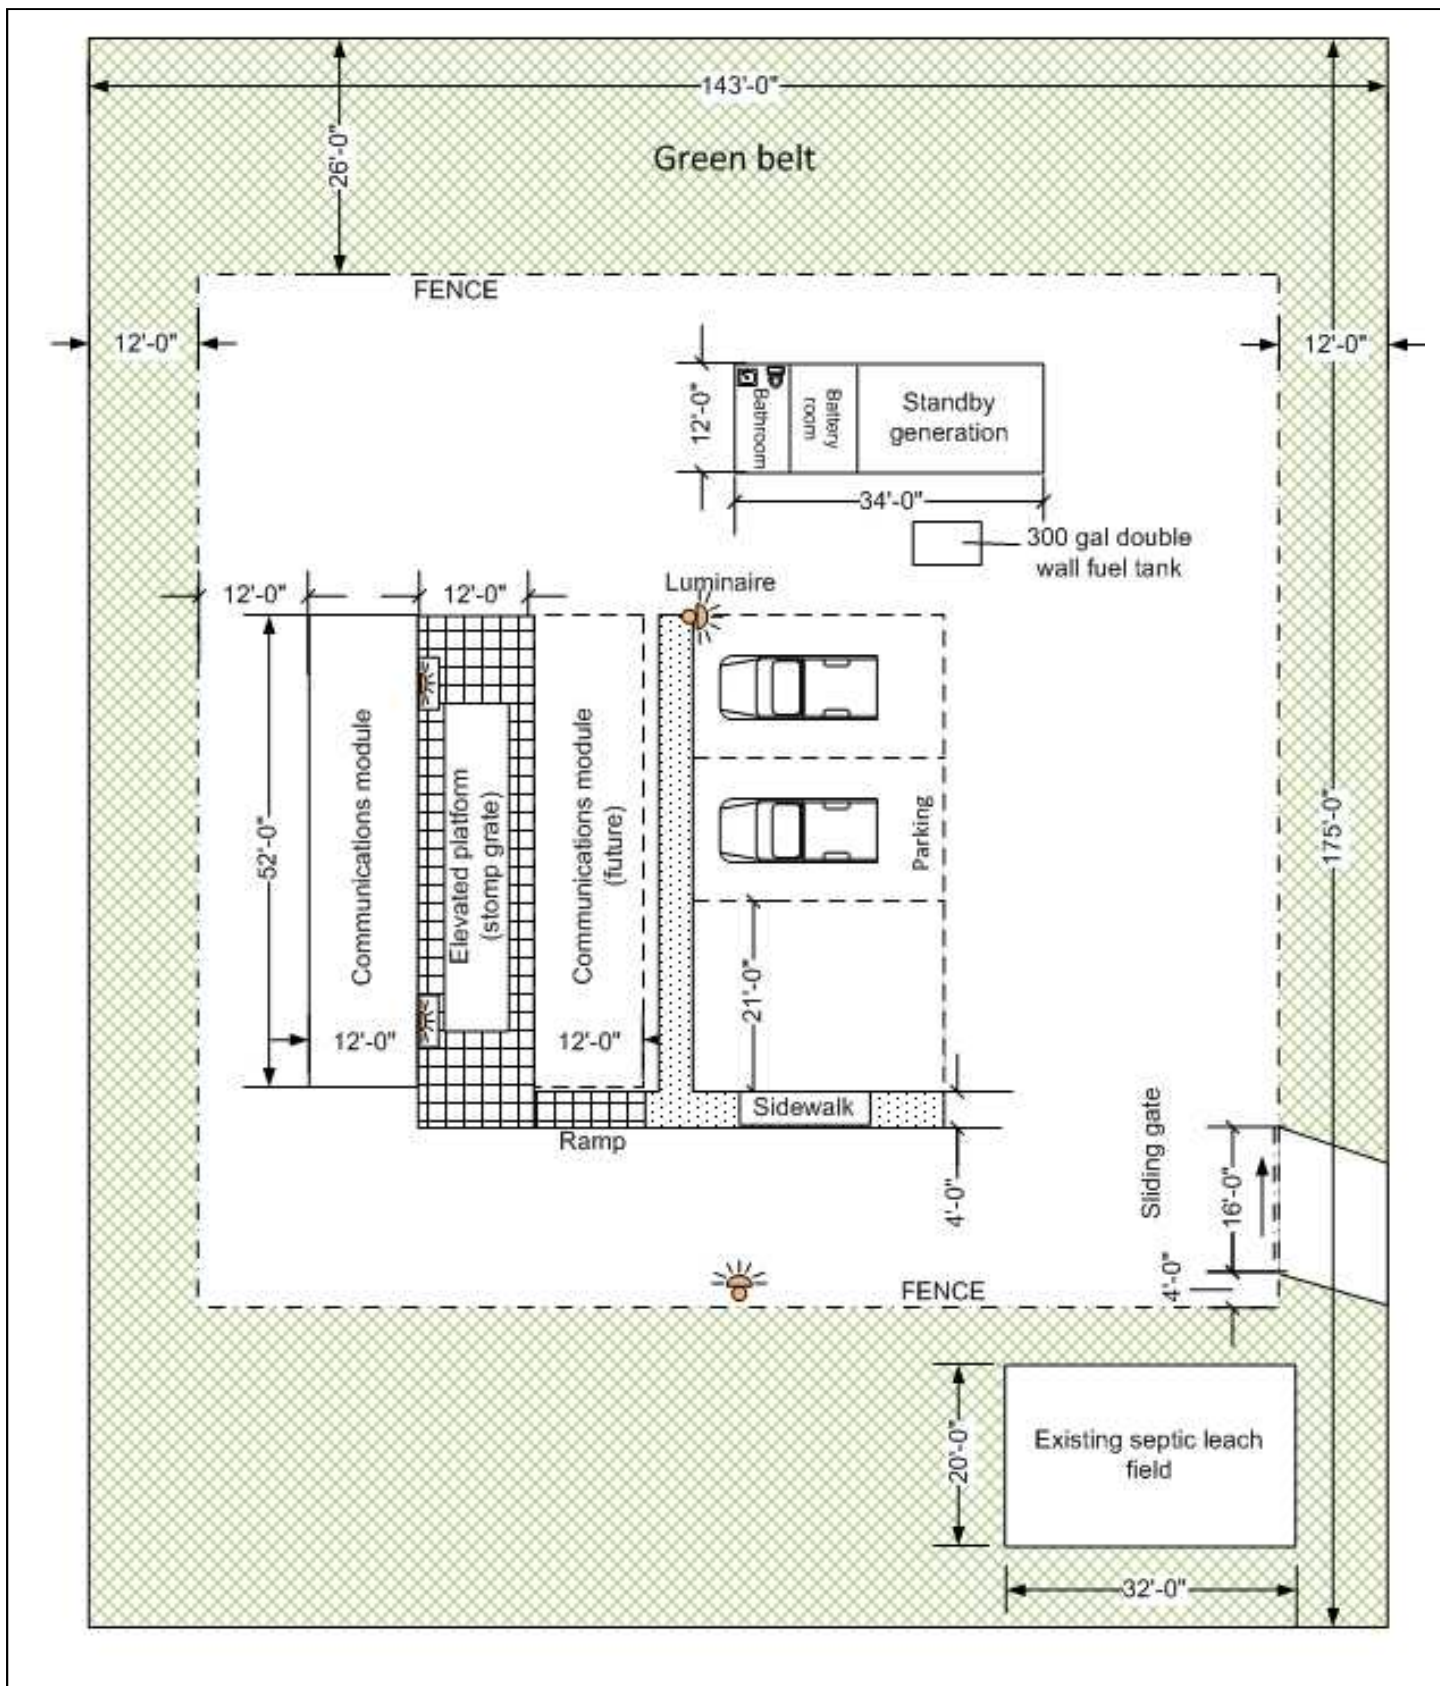 143'-0"
26'-0"
Green belt
FENCE
12'-0"
12'-0"
12'-0"
Bathroom
Battery
room
Standby
generation
34'-0"
300 gal double
wall fuel tank
Luminaire
12'-0"
12'-0"
52'-0"
Communications module
Elevated platform
(stomp grate)
Communications module
(future)
Parking
175'-0"
21'-0"
12'-0"
12'-0"
Sidewalk
Ramp
4'-0"
Sliding gate
16'-0"
4'-0"
FENCE
20'-0"
Existing septic leach
field
32'-0"